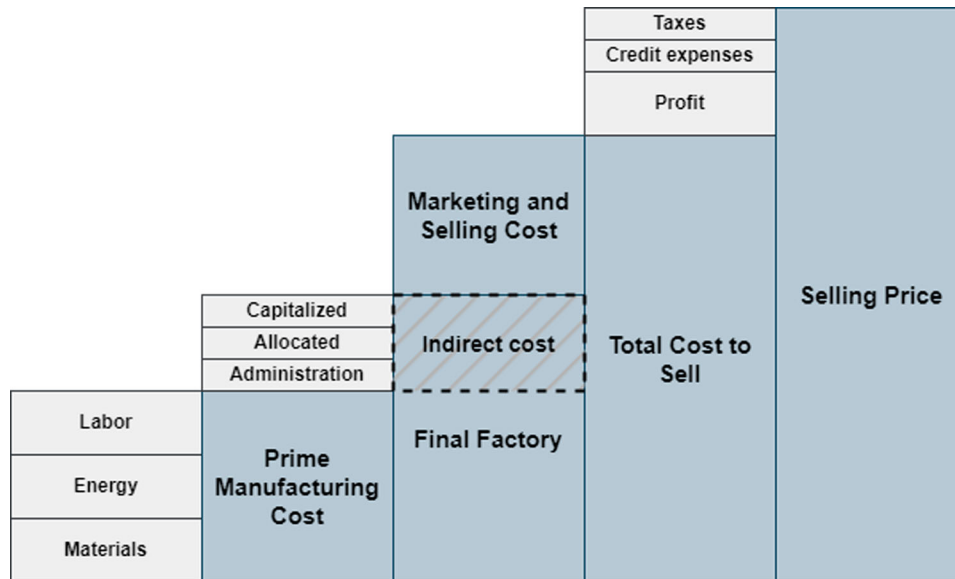 Taxes
Credit expenses
Profit
Marketing and
Selling Cost
Selling Price
Capitalized
Allocated
Administration
Indirect cost
Total Cost to
Sell
Labor
Energy
Materials
Prime
Manufacturing
Cost
Final Factory